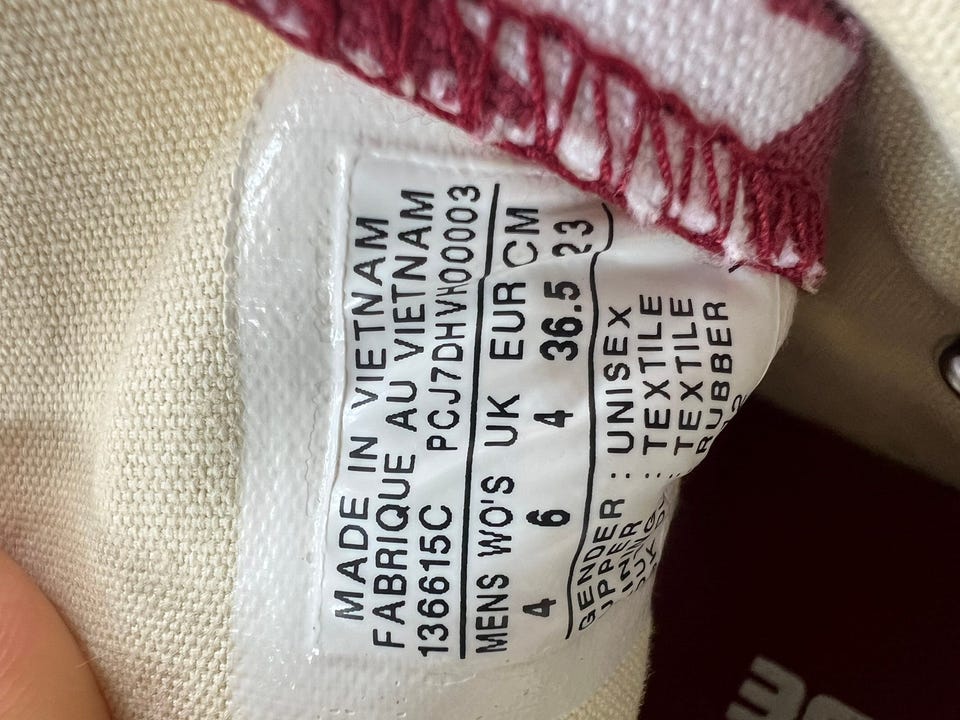 MADE IN VIETNAM
FABRIQUE AU VIETNAM
136615C PCJ7DHVH00003
MENS WO'S UK EUR CM
4 6 4 36.5 23
GENDER : UNISEX
UPPER : TEXTILE
LINING : TEXTILE
RUBBER